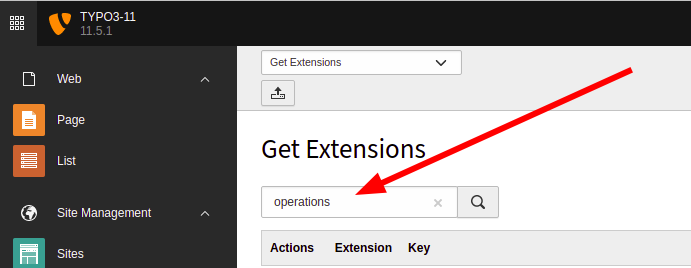 TYPO3-11
11.5.1
Web
Page
List
Site Management
Sites
Get Extensions
Get Extensions
operations
Actions Extension Key